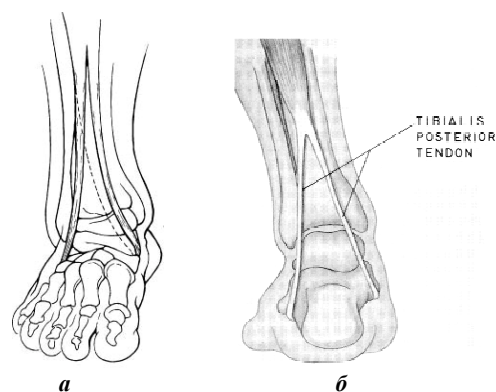 TIBIALIS
POSTERIOR
TENDON
а
б